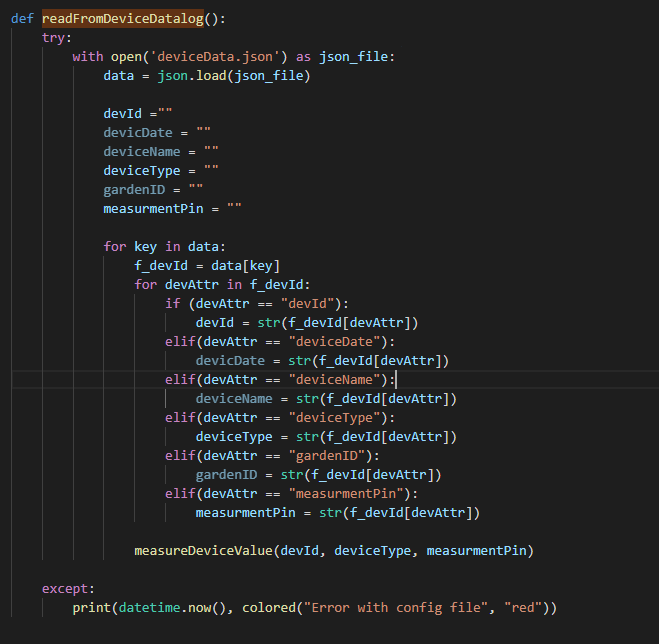 def readFromDeviceDatalog():
    try:
        with open('deviceData.json') as json_file:
            data = json.load(json_file)

            devId =""
            devicDate = ""
            deviceName = ""
            deviceType = ""
            gardenID = ""
            measurmentPin = ""

            for key in data:
                f_devId = data[key]
                for devAttr in f_devId:
                    if (devAttr == "devId"):
                        devId = str(f_devId[devAttr])
                    elif(devAttr == "deviceDate"):
                        devicDate = str(f_devId[devAttr])
                    elif(devAttr == "deviceName"):
                        deviceName = str(f_devId[devAttr])
                    elif(devAttr == "deviceType"):
                        deviceType = str(f_devId[devAttr])
                    elif(devAttr == "gardenID"):
                        gardenID = str(f_devId[devAttr])
                    elif(devAttr == "measurmentPin"):
                        measurmentPin = str(f_devId[devAttr])

                measureDeviceValue(devId, deviceType, measurmentPin)

    except:
        print(datetime.now(), colored("Error with config file", "red"))